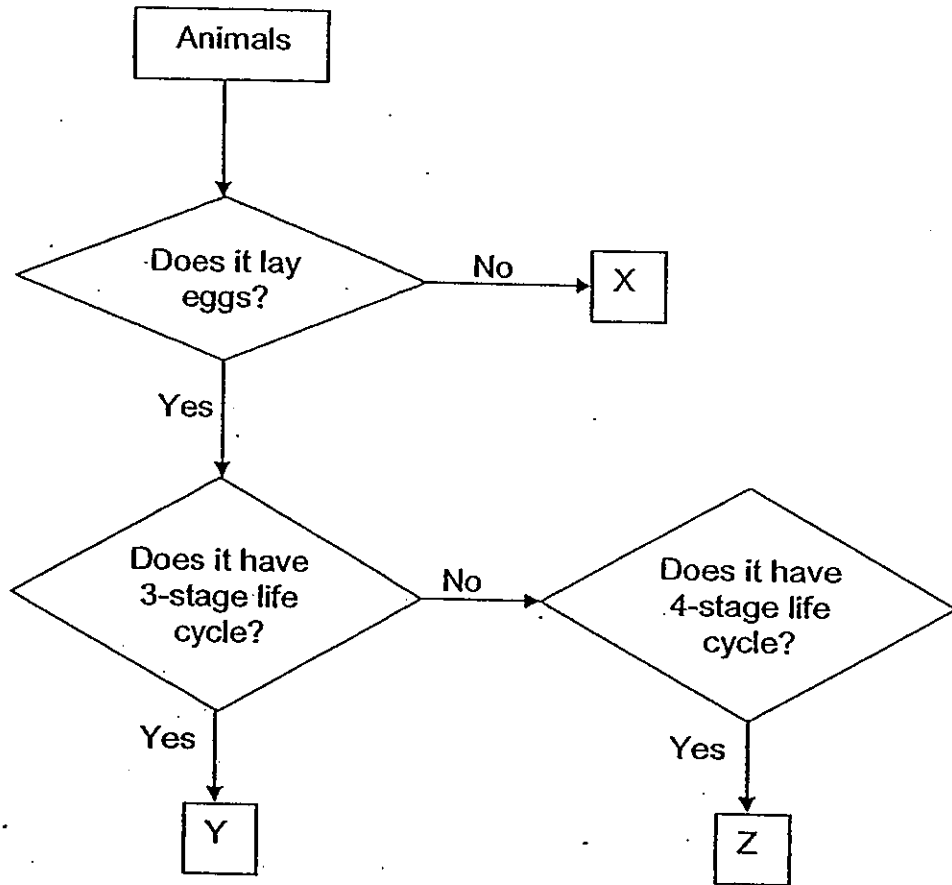 Animals
Does it lay
eggs?
No
X
Yes
Does it have
3-stage life
cycle?
No
Does it have
4-stage life
cycle?
Yes
Y
Yes
Z